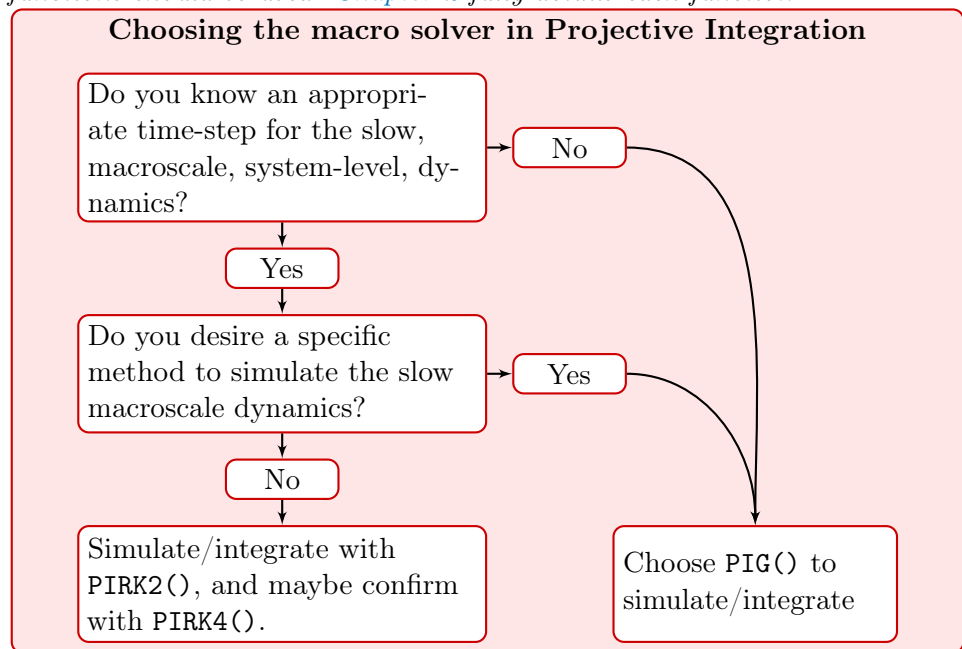 Choosing the macro solver in Projective Integration
Do you know an appropri-
ate time-step for the slow,
macroscale, system-level, dy-
namics?
No
Yes
Do you desire a specific
method to simulate the slow
macroscale dynamics?
Yes
No
Simulate/integrate with
PIRK2(), and maybe confirm
with PIRK4().
Choose PIG() to
simulate/integrate